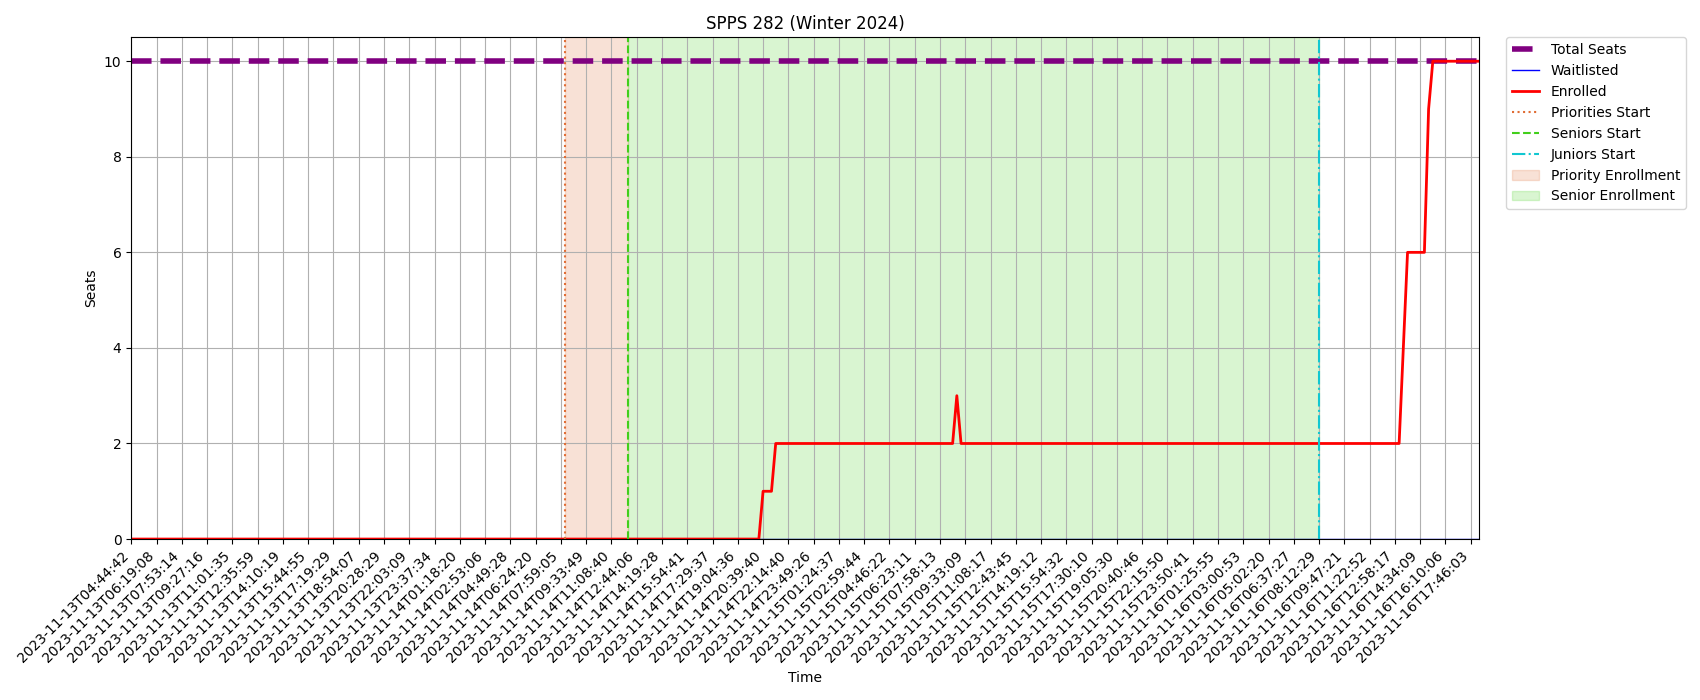 SPPS 282 (Winter 2024)
Seats
10
8
6
4
2
0
2023-11-13T04:44:42
2023-11-13T06:19:08
2023-11-13T07:53:14
2023-11-13T09:27:16
2023-11-13T11:01:35
2023-11-13T12:35:59
2023-11-13T14:10:19
2023-11-13T15:44:55
2023-11-13T17:19:29
2023-11-13T18:54:07
2023-11-13T20:28:29
2023-11-13T22:03:09
2023-11-13T23:37:34
2023-11-14T01:18:20
2023-11-14T02:53:06
2023-11-14T04:49:28
2023-11-14T06:24:20
2023-11-14T07:59:05
2023-11-14T09:33:49
2023-11-14T11:08:40
2023-11-14T12:44:06
2023-11-14T14:19:28
2023-11-14T15:54:41
2023-11-14T17:29:37
2023-11-14T19:04:36
2023-11-14T20:39:40
2023-11-14T22:14:40
2023-11-14T23:49:26
2023-11-15T01:24:37
2023-11-15T02:59:44
2023-11-15T04:46:22
2023-11-15T06:23:11
2023-11-15T07:58:13
2023-11-15T09:33:09
2023-11-15T11:08:17
2023-11-15T12:43:45
2023-11-15T14:19:12
2023-11-15T15:54:32
2023-11-15T17:30:10
2023-11-15T19:05:30
2023-11-15T20:40:46
2023-11-15T22:15:50
2023-11-15T23:50:41
2023-11-16T01:25:55
2023-11-16T03:00:53
2023-11-16T05:02:20
2023-11-16T06:37:27
2023-11-16T08:12:29
2023-11-16T09:47:21
2023-11-16T11:22:52
2023-11-16T12:58:17
2023-11-16T14:34:09
2023-11-16T16:10:06
2023-11-16T17:46:03
Time
Total Seats
Waitlisted
Enrolled
Priorities Start
Seniors Start
Juniors Start
Priority Enrollment
Senior Enrollment